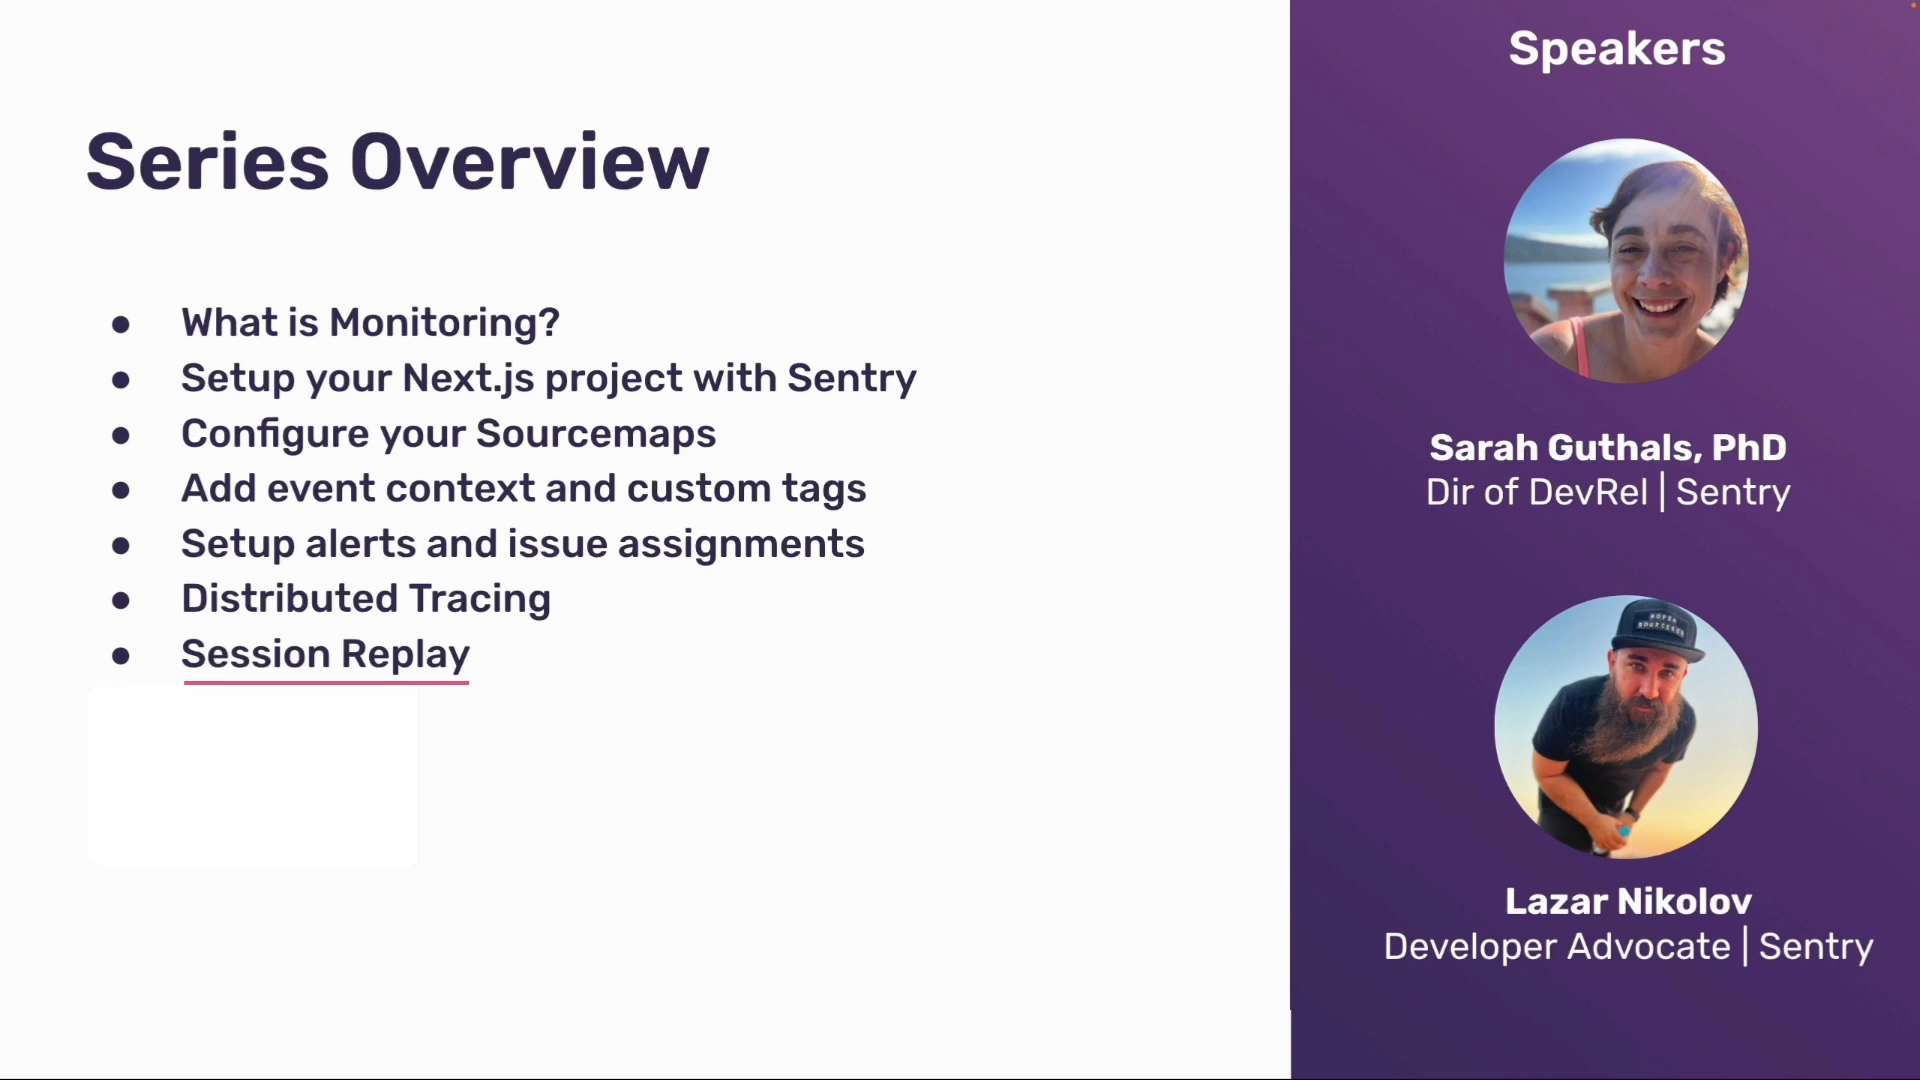 Series Overview
● What is Monitoring?
● Setup your Next.js project with Sentry
● Configure your Sourcemaps
● Add event context and custom tags
● Setup alerts and issue assignments
● Distributed Tracing
● Session Replay
Speakers
Sarah Guthals, PhD
Dir of DevRel | Sentry
Lazar Nikolov
Developer Advocate | Sentry